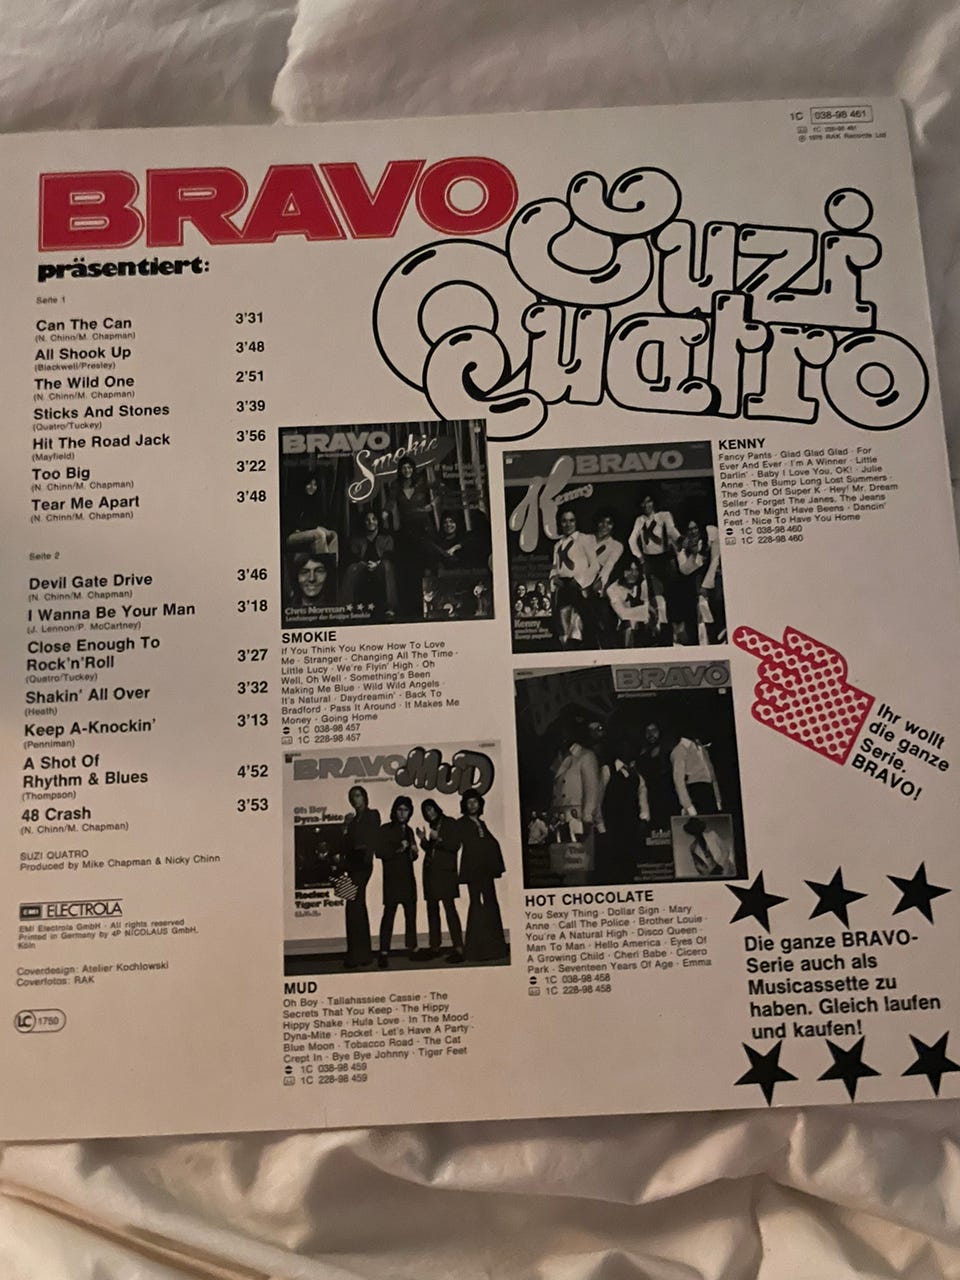 1C 038-98 461
1C 228-98 461
℗ 1976 RAK Records Ltd
BRAVO
präsentiert:
Suzi
Quatro
Seite 1
Can The Can 3'31
(N. Chinn/M. Chapman)
All Shook Up 3'48
(Blackwell/Presley)
The Wild One 2'51
(N. Chinn/M. Chapman)
Sticks And Stones 3'39
(Quatro/Tuckey)
Hit The Road Jack 3'56
(Mayfield)
Too Big 3'22
(N. Chinn/M. Chapman)
Tear Me Apart 3'48
(N. Chinn/M. Chapman)
Seite 2
Devil Gate Drive 3'46
(N. Chinn/M. Chapman)
I Wanna Be Your Man 3'18
(J. Lennon/P. McCartney)
Close Enough To
Rock'n'Roll 3'27
(Quatro/Tuckey)
Shakin' All Over 3'32
(Heath)
Keep A-Knockin' 3'13
(Penniman)
A Shot Of
Rhythm & Blues 4'52
(Thompson)
48 Crash 3'53
(N. Chinn/M. Chapman)
SUZI QUATRO
Produced by Mike Chapman & Nicky Chinn
EMI ELECTROLA
EMI Electrola GmbH · All rights reserved
Printed in Germany by 4P NICOLAUS GmbH,
Köln
Coverdesign: Atelier Kochlowski
Coverfotos: RAK
LC 1750
BRAVO
Smokie
Chris Norman
Leadsänger der Gruppe Smokie
SMOKIE
If You Think You Know How To Love
Me · Stranger · Changing All The Time ·
Little Lucy · We're Flyin' High · Oh
Well, Oh Well · Something's Been
Making Me Blue · Wild Wild Angels ·
It's Natural · Daydreamin' · Back To
Bradford · Pass It Around · It Makes Me
Money · Going Home
1C 038-98 457
1C 228-98 457
BRAVO
MUD
Oh Boy
Dyna-Mite
Rocket
Tiger Feet
MUD
Oh Boy · Tallahassiee Cassie · The
Secrets That You Keep · The Hippy
Hippy Shake · Hula Love · In The Mood ·
Dyna-Mite · Rocket · Let's Have A Party ·
Blue Moon · Tobacco Road · The Cat
Crept In · Bye Bye Johnny · Tiger Feet
1C 038-98 459
1C 228-98 459
BRAVO
Kenny
K
K
K
Kenny
KENNY
Fancy Pants · Glad Glad Glad · For
Ever And Ever · I'm A Winner · Little
Darlin' · Baby I Love You, OK! · Julie
Anne · The Bump Long Lost Summers ·
The Sound Of Super K · Hey! Mr. Dream
Seller · Forget The Janes, The Jeans
And The Might Have Beens · Dancin'
Feet · Nice To Have You Home
1C 038-98 460
1C 228-98 460
BRAVO
Errol
Brown
HOT CHOCOLATE
You Sexy Thing · Dollar Sign · Mary
Anne · Call The Police · Brother Louie ·
You're A Natural High · Disco Queen ·
Man To Man · Hello America · Eyes Of
A Growing Child · Cheri Babe · Cicero
Park · Seventeen Years Of Age · Emma
1C 038-98 458
1C 228-98 458
Ihr wollt
die ganze
Serie.
BRAVO!
Die ganze BRAVO-
Serie auch als
Musicassette zu
haben. Gleich laufen
und kaufen!